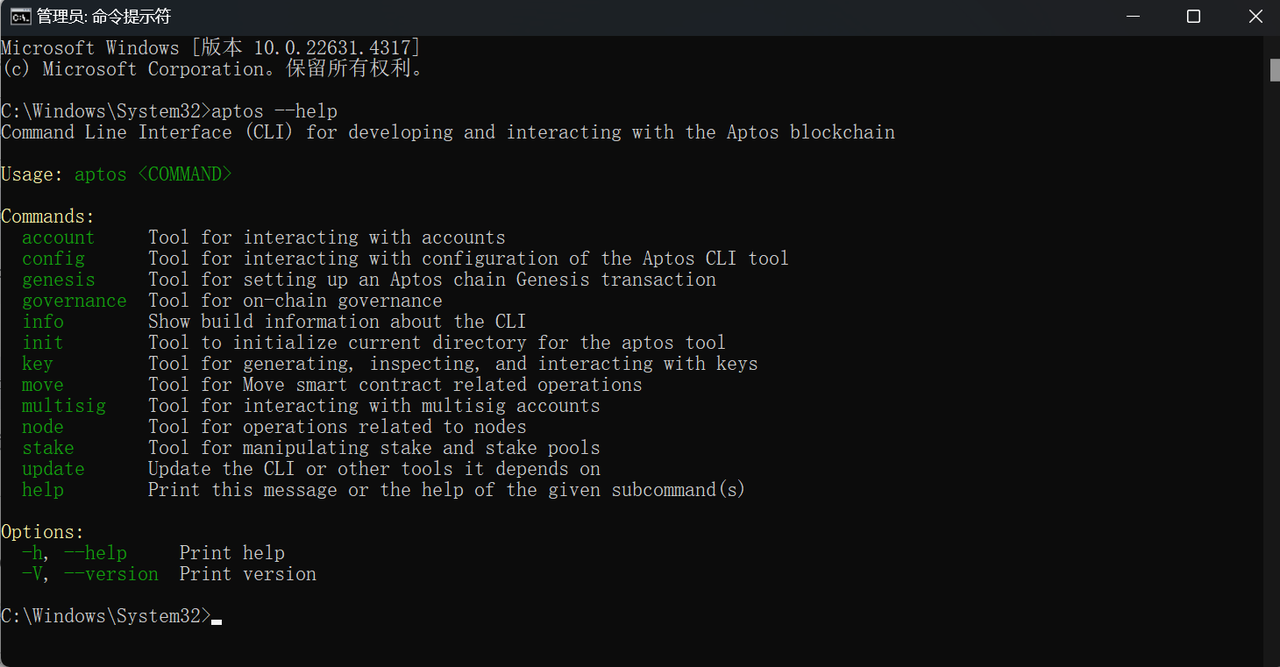 管理员: 命令提示符
Microsoft Windows [版本 10.0.22631.4317]
(c) Microsoft Corporation。保留所有权利。
C:\Windows\System32>aptos --help
Command Line Interface (CLI) for developing and interacting with the Aptos blockchain
Usage: aptos <COMMAND>
Commands:
account Tool for interacting with accounts
config Tool for interacting with configuration of the Aptos CLI tool
genesis Tool for setting up an Aptos chain Genesis transaction
governance Tool for on-chain governance
info Show build information about the CLI
init Tool to initialize current directory for the aptos tool
key Tool for generating, inspecting, and interacting with keys
move Tool for Move smart contract related operations
multisig Tool for interacting with multisig accounts
node Tool for operations related to nodes
stake Tool for manipulating stake and stake pools
update Update the CLI or other tools it depends on
help Print this message or the help of the given subcommand(s)
Options:
-h, --help Print help
-V, --version Print version
C:\Windows\System32>